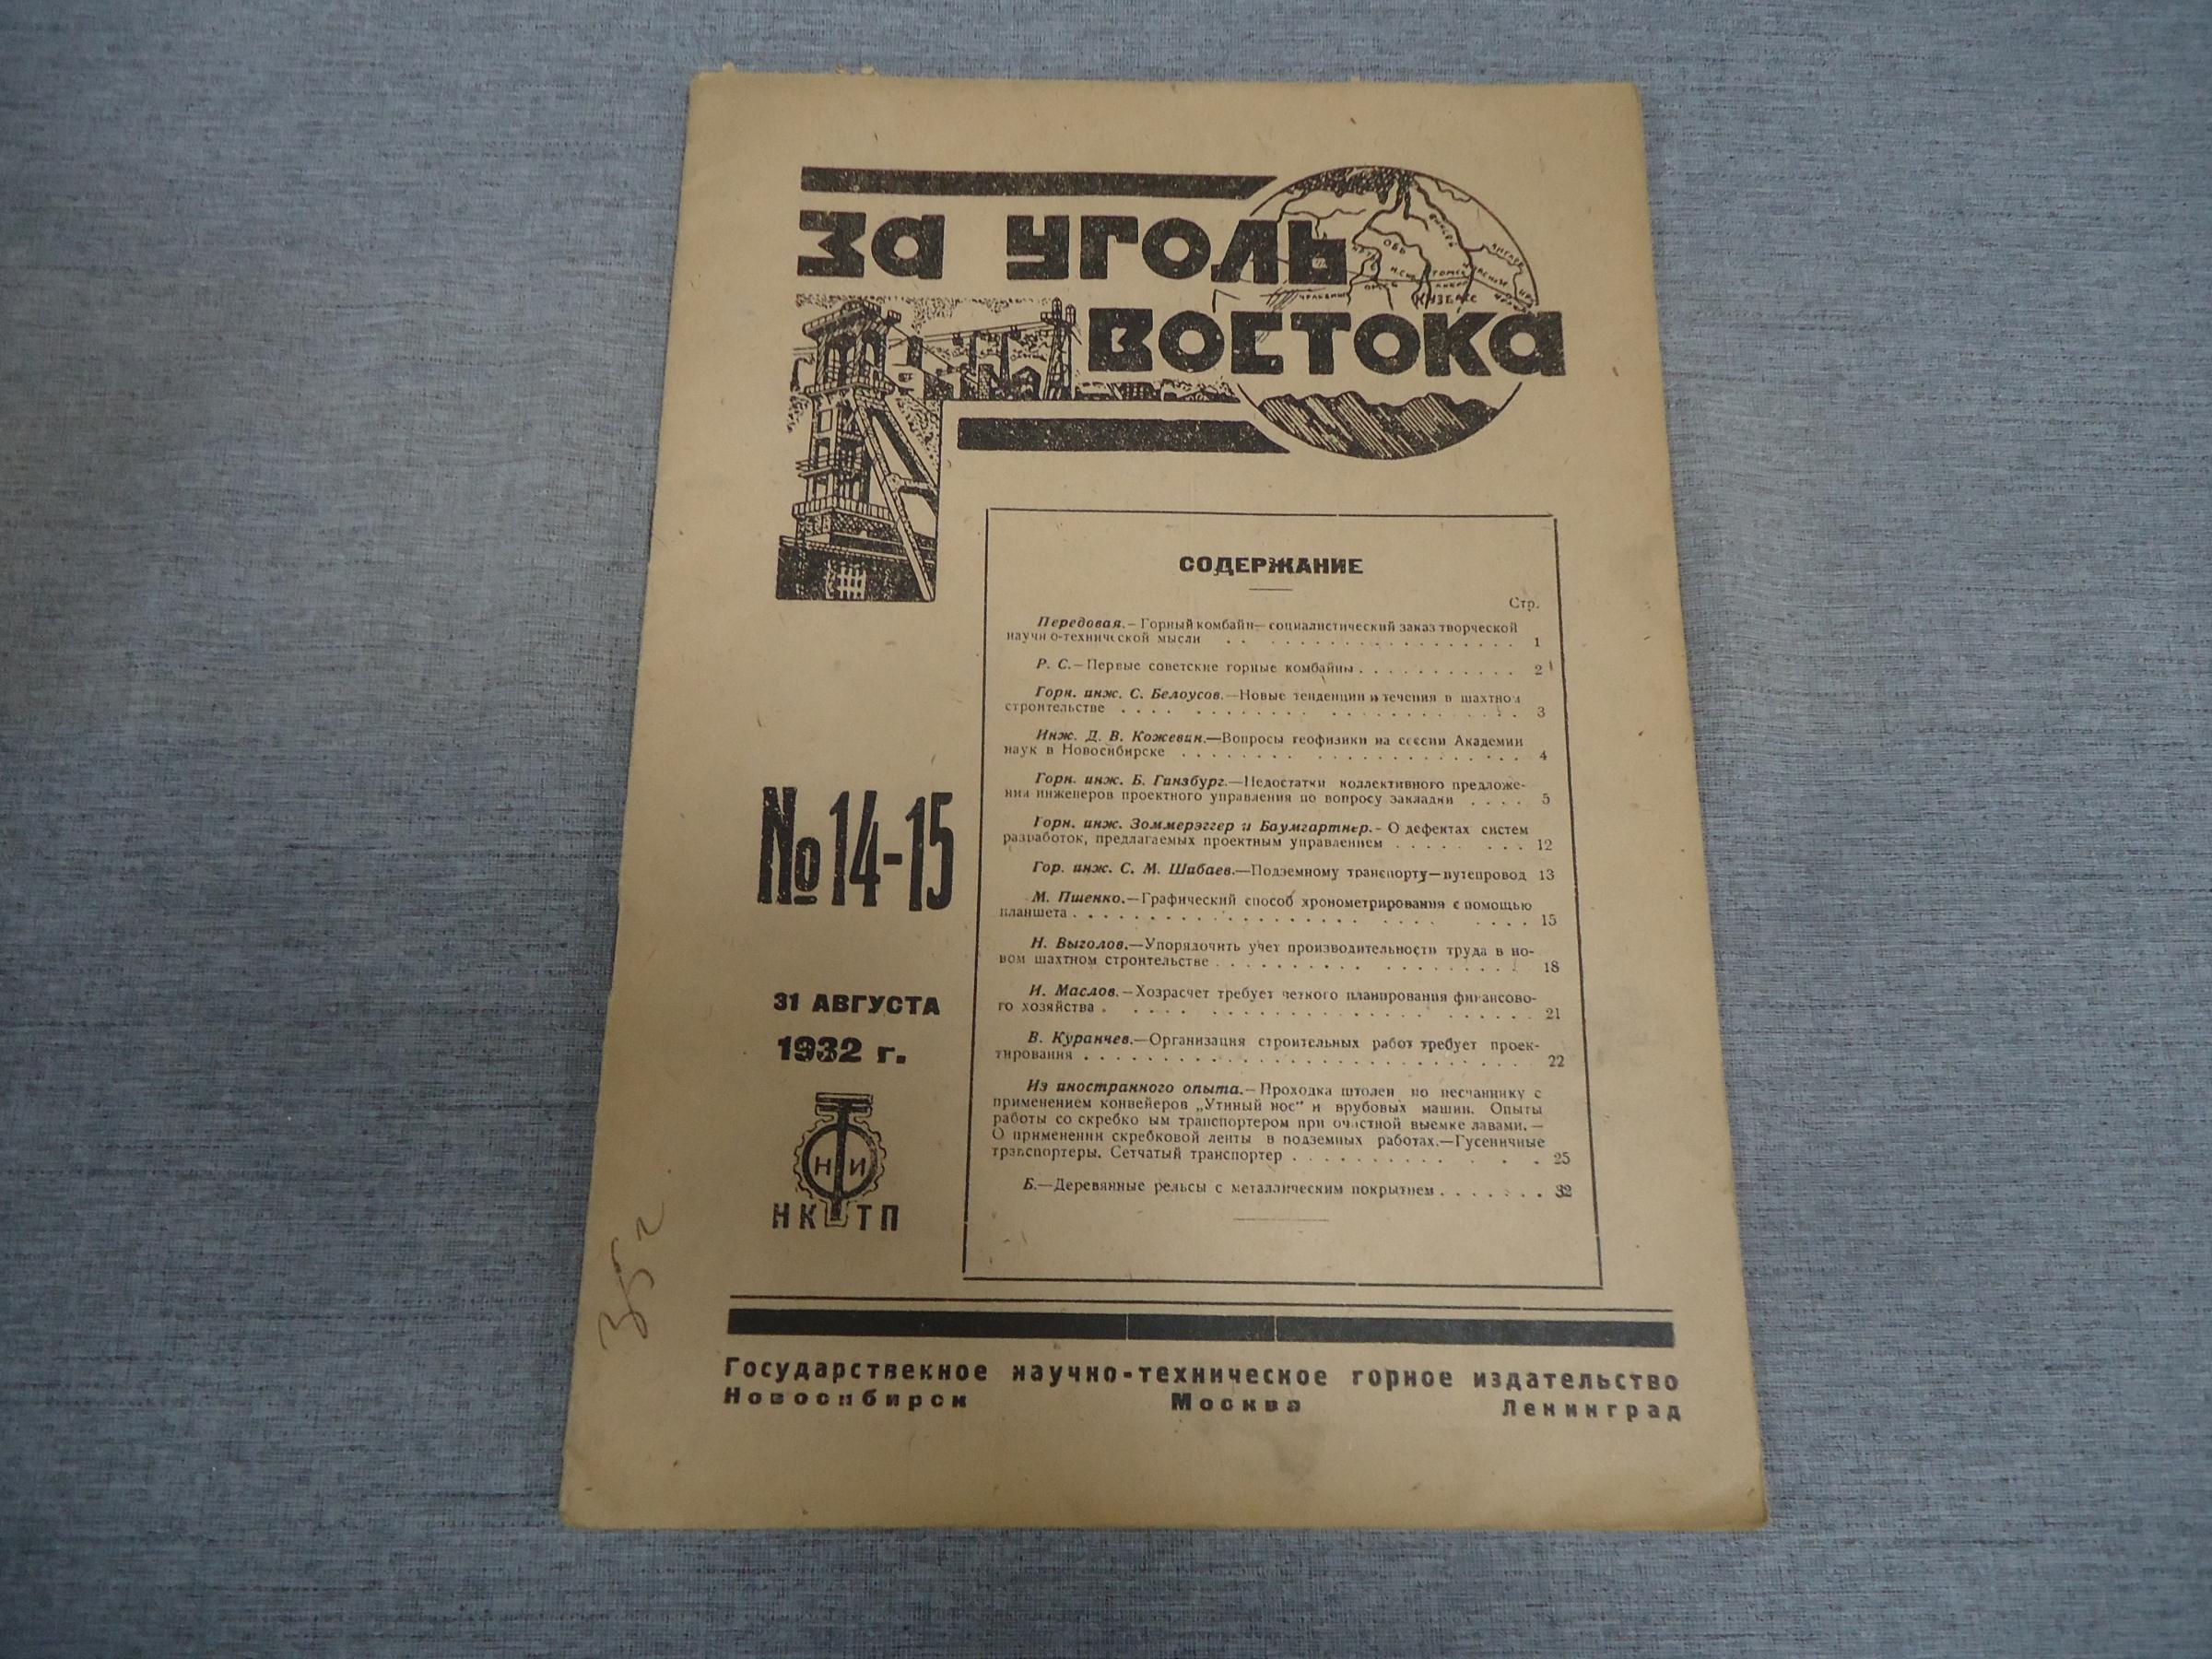 за уголь
востока
Обь
Енисей
Томск
Кузбасс
СОДЕРЖАНИЕ
Стр.
Передовая.–Горный комбайн—социалистический заказ творческой
научно-технической мысли 1
Р. С.—Первые советские горные комбайны 2
Горн. инж. С. Белоусов.—Новые тенденции и течения в шахтном
строительстве 3
Инж. Д. В. Кожевин.—Вопросы геофизики на сессии Академии
наук в Новосибирске 4
Горн. инж. Б. Гинзбург.—Недостатки коллективного предложе-
ния инженеров проектного управления по вопросу закладки 5
Горн. инж. Зоммерэггер и Баумгартнер.-О дефектах систем
разработок, предлагаемых проектным управлением 12
Гор. инж. С. М. Шабаев.—Подземному транспорту—путепровод 13
М. Пшенко.—Графический способ хронометрирования с помощью
планшета 15
Н. Выголов.—Упорядочить учет производительности труда в но-
вом шахтном строительстве 18
И. Маслов.—Хозрасчет требует четкого планирования финансово-
го хозяйства 21
В. Куранчев.—Организация строительных работ требует проек-
тирования 22
Из иностранного опыта.—Проходка штолен по песчаннику с
применением конвейеров „Утиный нос" и врубовых машин. Опыты
работы со скребко ым транспортером при очистной выемке лавами.—
О применении скребковой ленты в подземных работах.—Гусеничные
транспортеры. Сетчатый транспортер 25
Б.—Деревянные рельсы с металлическим покрытием 32
№14-15
31 АВГУСТА
1932 г.
НИ
НКТП
Государственное научно-техническое горное издательство
Новосибирск Москва Ленинград